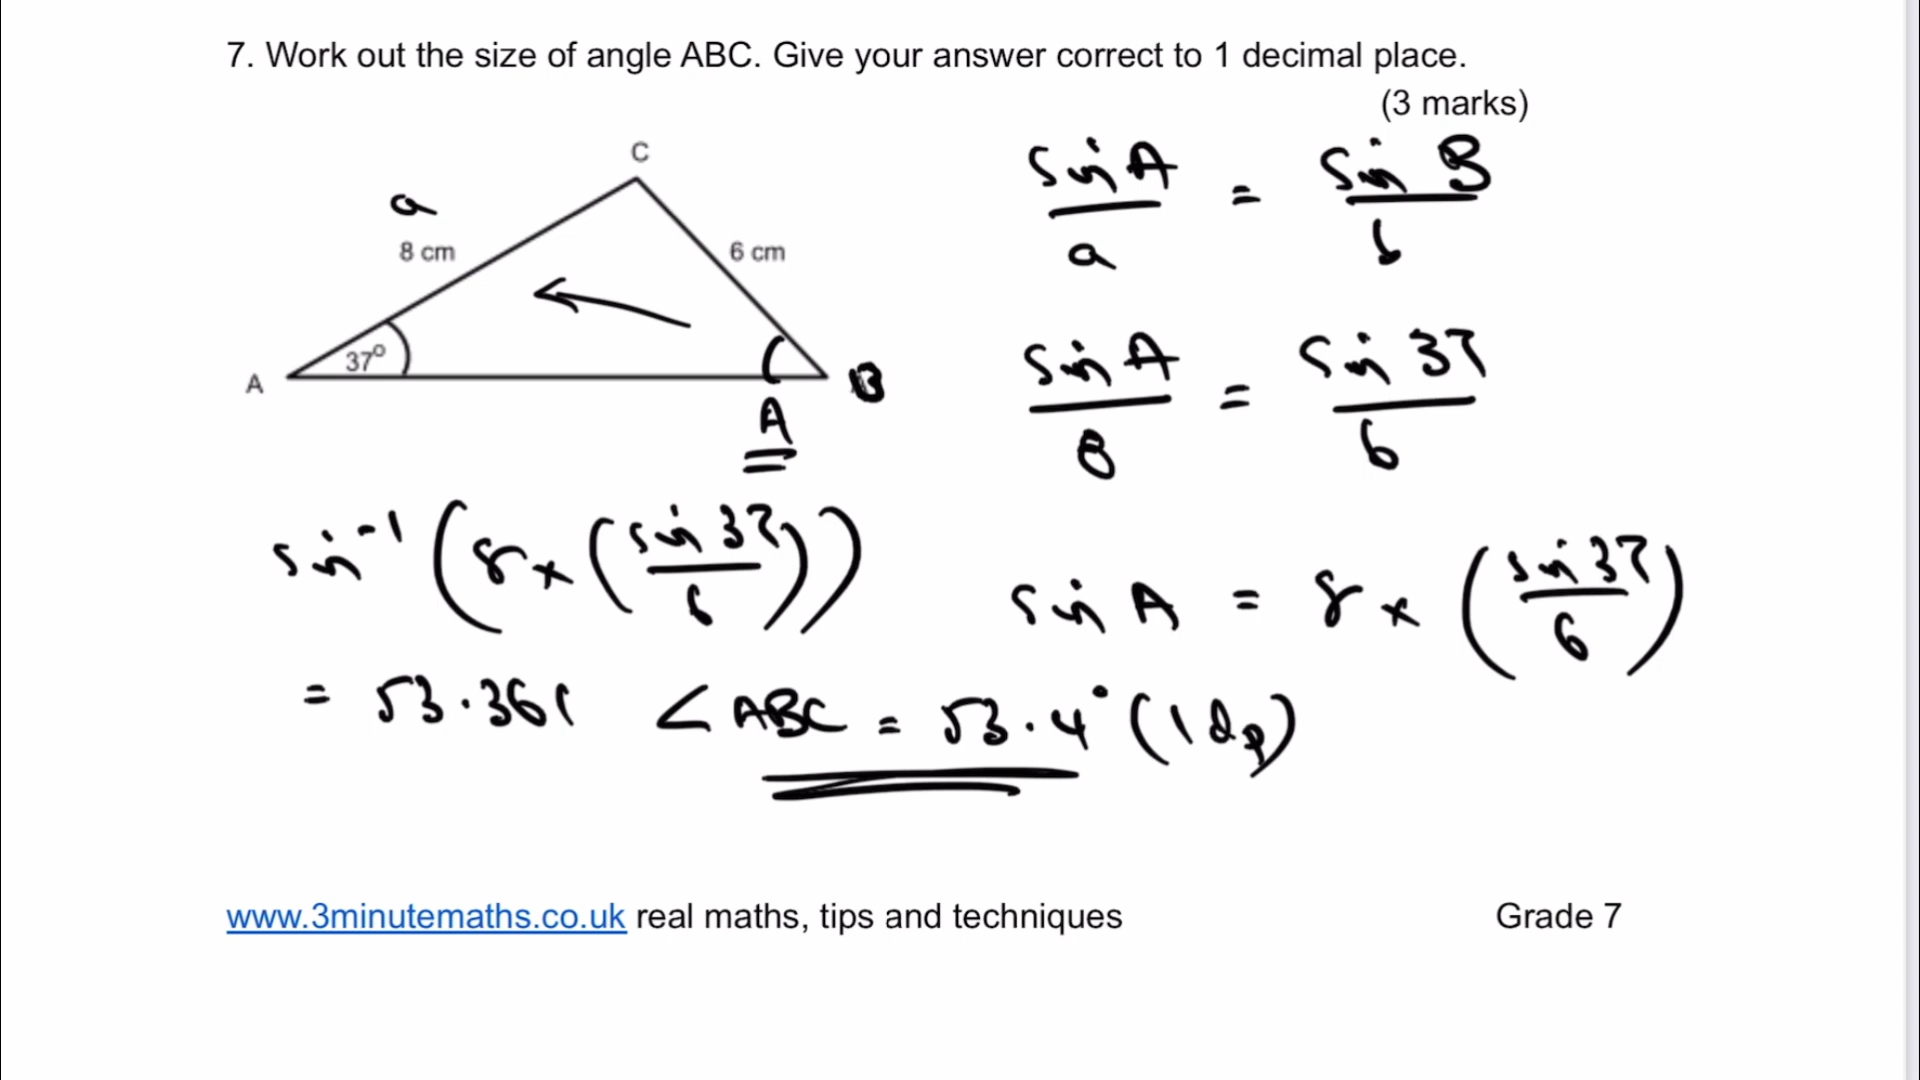 7. Work out the size of angle ABC. Give your answer correct to 1 decimal place.
(3 marks)
C
a
8 cm
6 cm
37°
A
B
A
sin A / a = sin B / b
sin A / 8 = sin 37 / 6
sin⁻¹ (8 × (sin 37 / 6))
sin A = 8 × (sin 37 / 6)
= 53.361 ∠ABC = 53.4° (1dp)
www.3minutemaths.co.uk real maths, tips and techniques
Grade 7